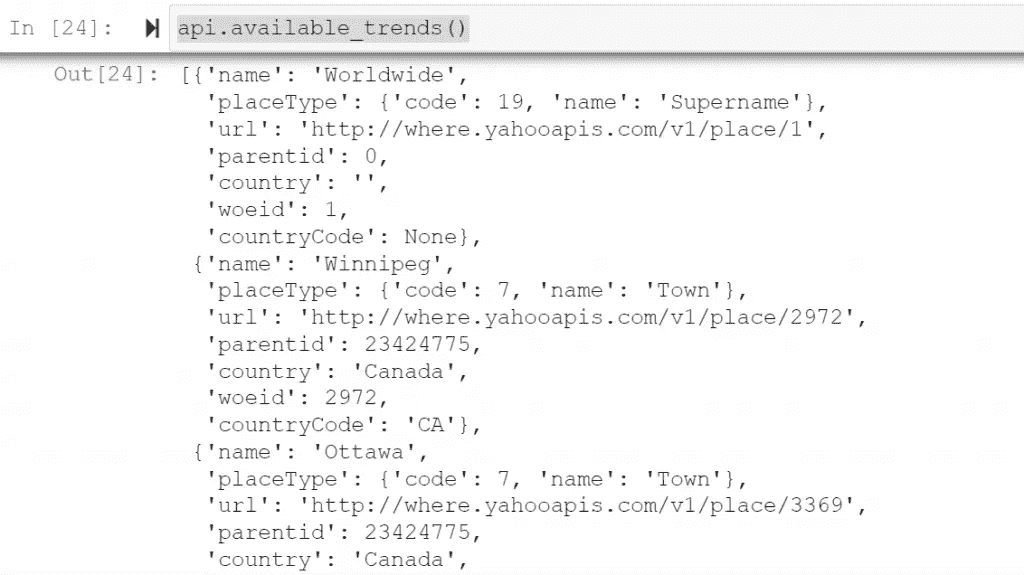 In [24]: api.available_trends()
Out[24]: [{'name': 'Worldwide',
'placeType': {'code': 19, 'name': 'Supername'},
'url': 'http://where.yahooapis.com/v1/place/1',
'parentid': 0,
'country': '',
'woeid': 1,
'countryCode': None},
{'name': 'Winnipeg',
'placeType': {'code': 7, 'name': 'Town'},
'url': 'http://where.yahooapis.com/v1/place/2972',
'parentid': 23424775,
'country': 'Canada',
'woeid': 2972,
'countryCode': 'CA'},
{'name': 'Ottawa',
'placeType': {'code': 7, 'name': 'Town'},
'url': 'http://where.yahooapis.com/v1/place/3369',
'parentid': 23424775,
'country': 'Canada',